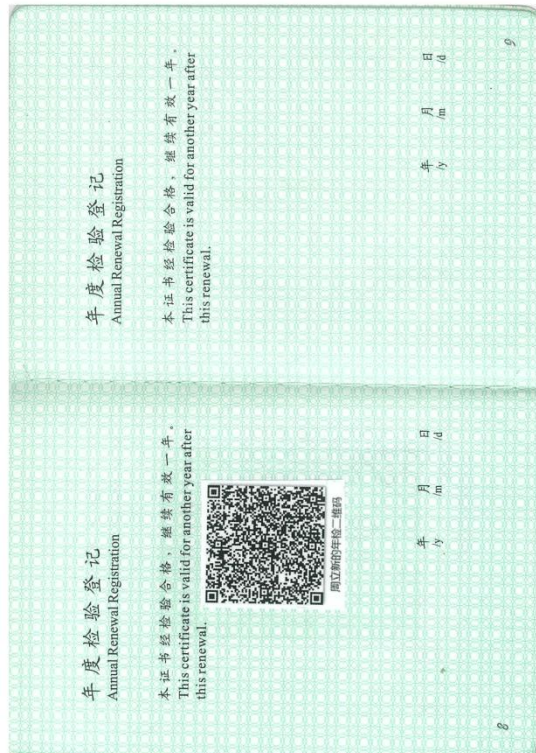 年度检验登记
Annual Renewal Registration
本证书经检验合格，继续有效一年。
This certificate is valid for another year after
this renewal.
周立新的年检二维码
年 月 日
/y /m /d
8
年度检验登记
Annual Renewal Registration
本证书经检验合格，继续有效一年。
This certificate is valid for another year after
this renewal.
年 月 日
/y /m /d
9